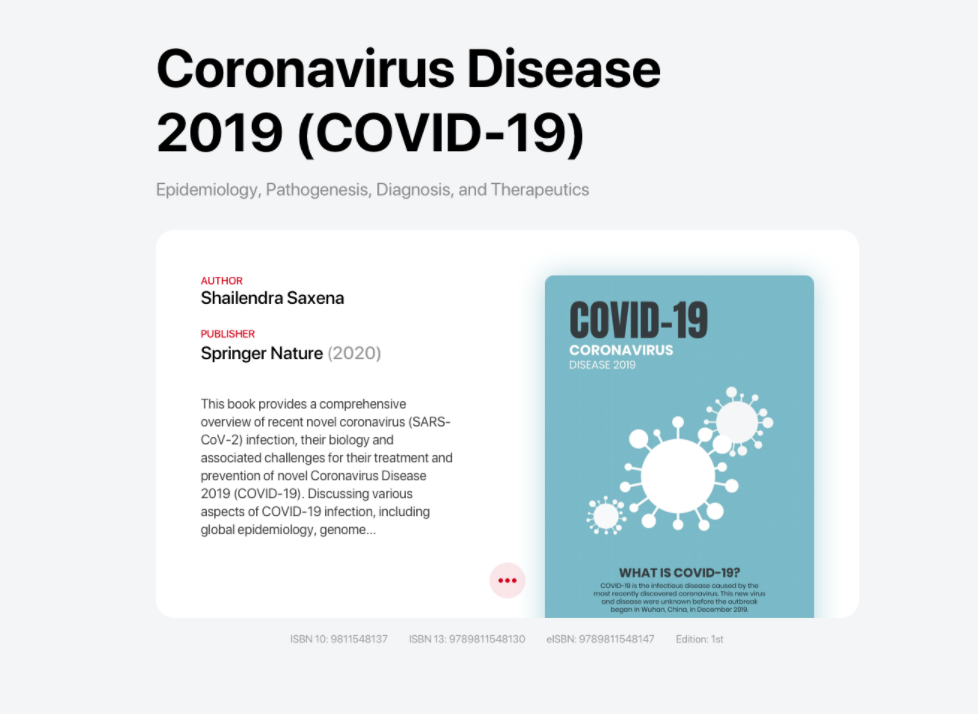 Coronavirus Disease
2019 (COVID-19)
Epidemiology, Pathogenesis, Diagnosis, and Therapeutics
AUTHOR
Shailendra Saxena
PUBLISHER
Springer Nature (2020)
This book provides a comprehensive
overview of recent novel coronavirus (SARS-
CoV-2) infection, their biology and
associated challenges for their treatment and
prevention of novel Coronavirus Disease
2019 (COVID-19). Discussing various
aspects of COVID-19 infection, including
global epidemiology, genome...
COVID-19
CORONAVIRUS
DISEASE 2019
WHAT IS COVID-19?
COVID-19 is the infectious disease caused by the
most recently discovered coronavirus. This new virus
and disease were unknown before the outbreak
began in Wuhan, China, in December 2019.
ISBN 10: 9811548137 ISBN 13: 9789811548130 eISBN: 9789811548147 Edition: 1st